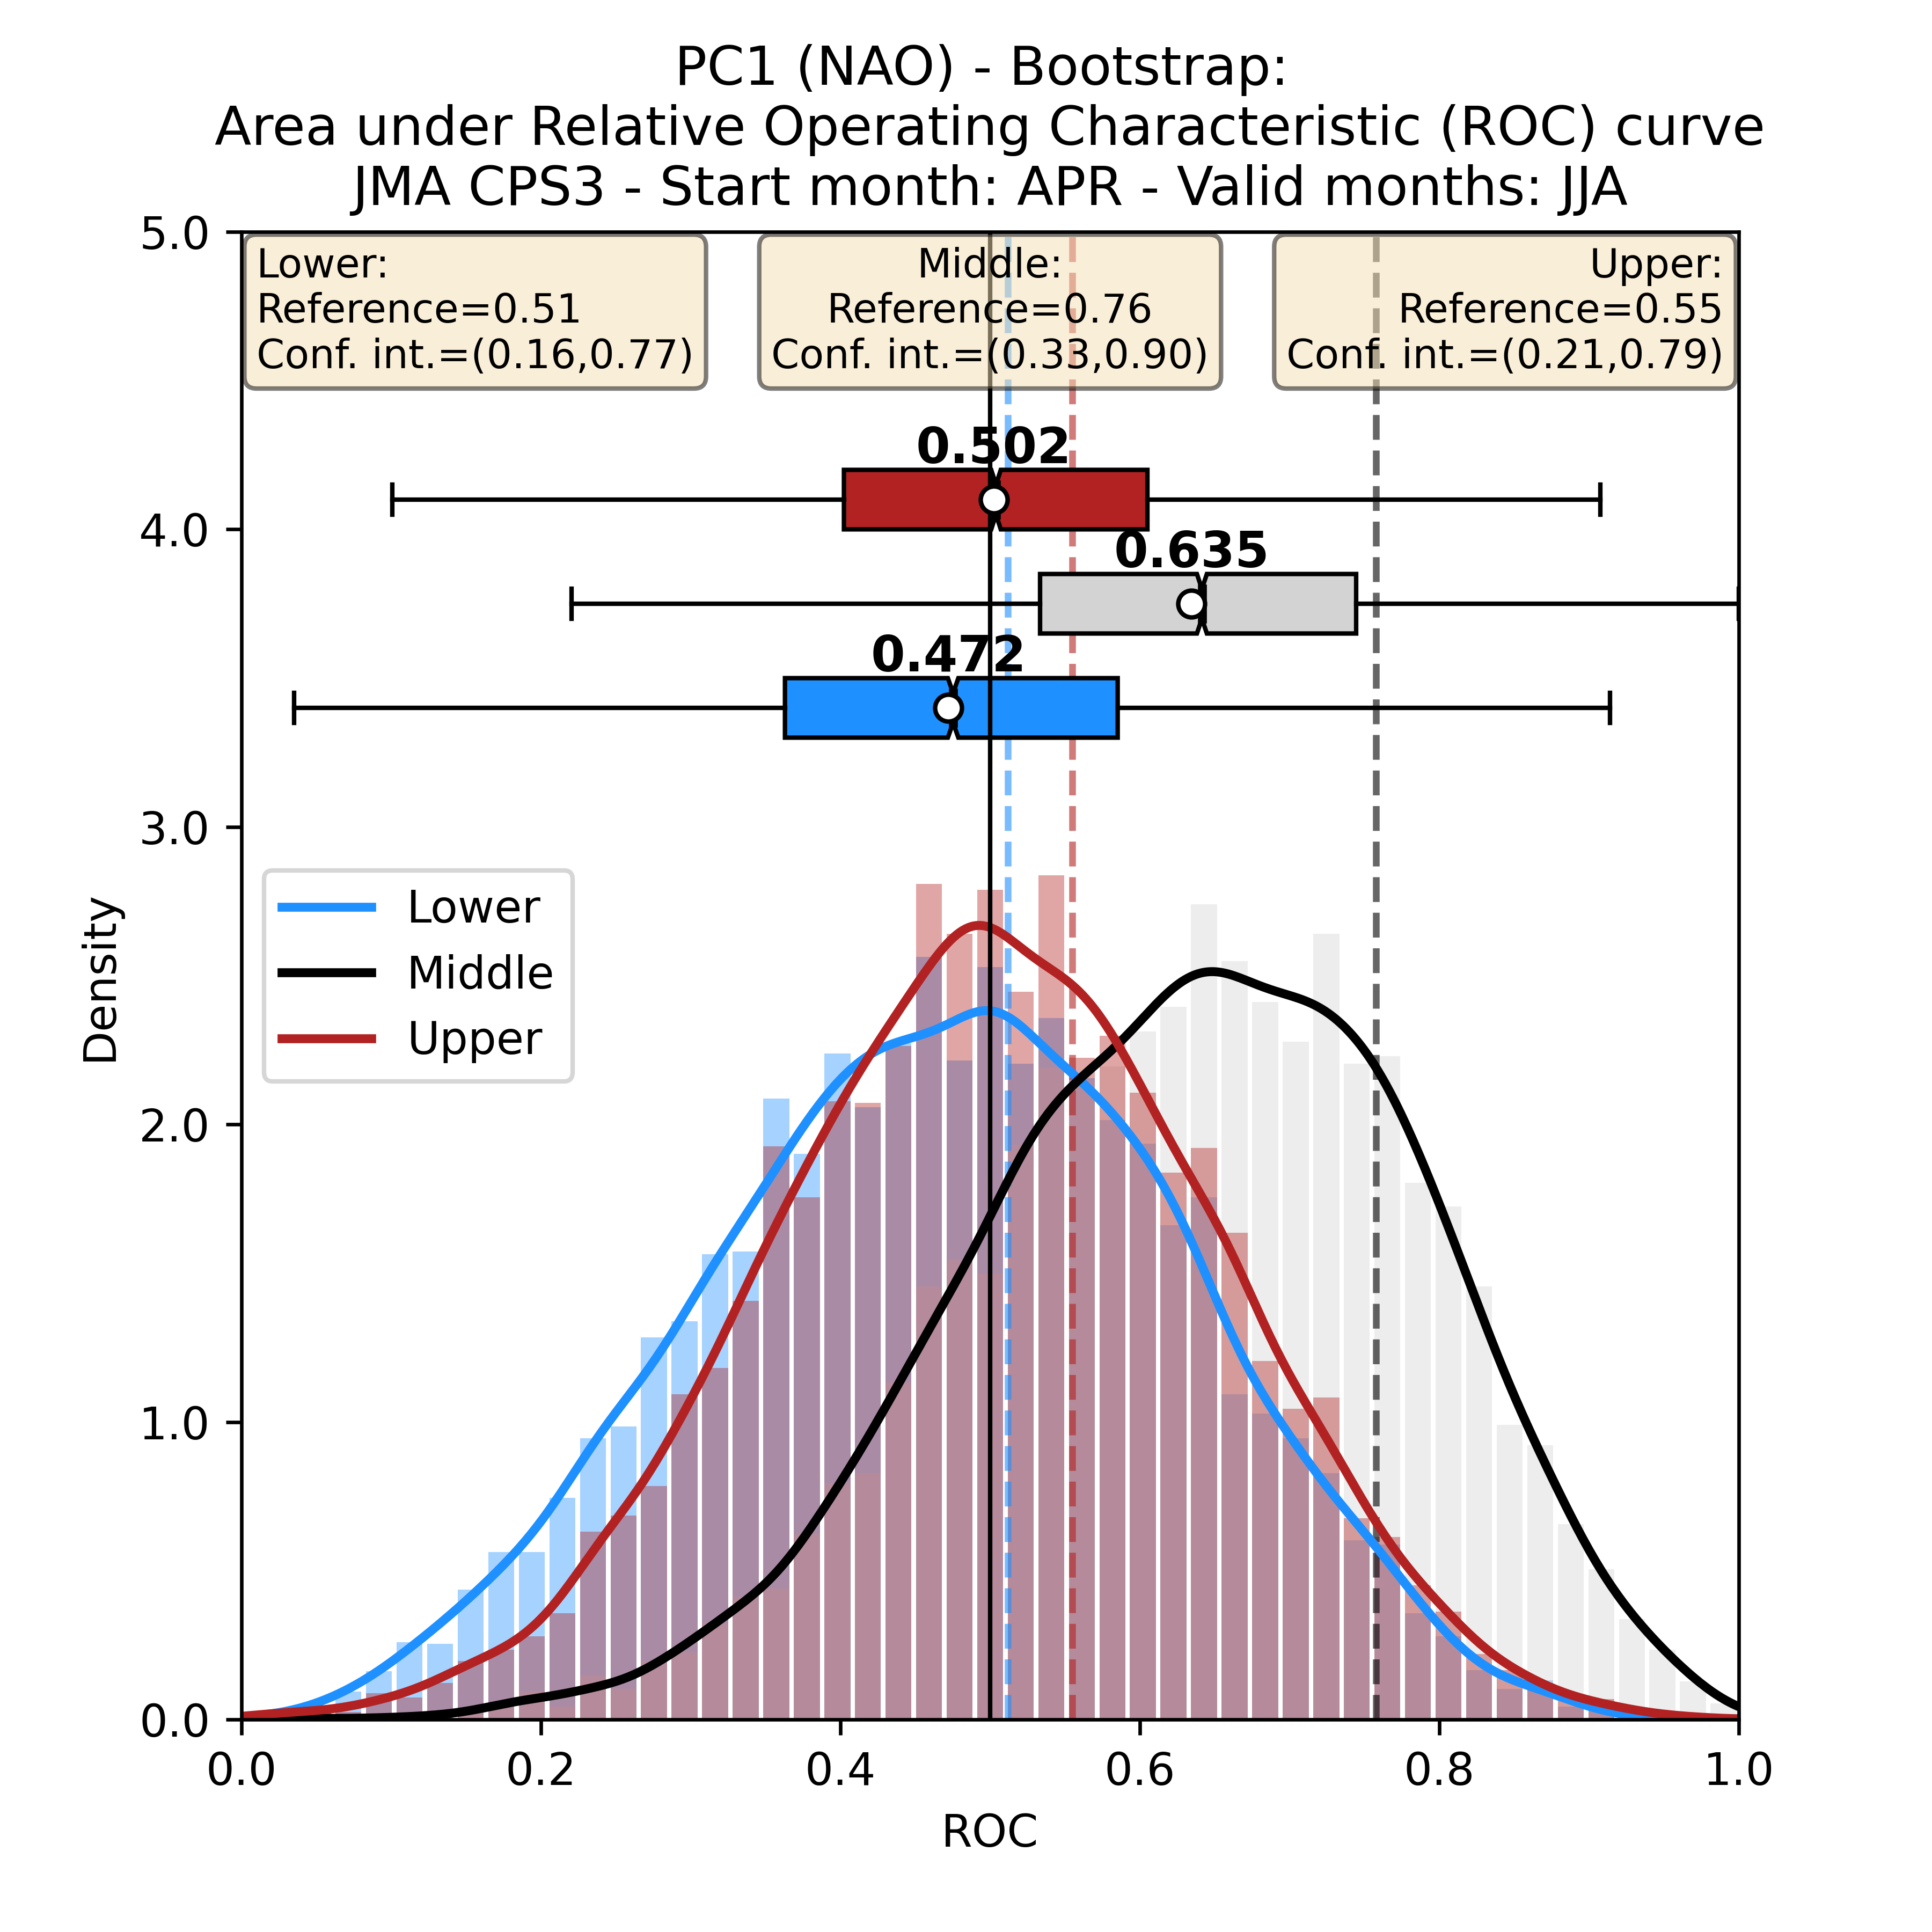 PC1 (NAO) - Bootstrap:
Area under Relative Operating Characteristic (ROC) curve
JMA CPS3 - Start month: APR - Valid months: JJA
Lower:
Reference=0.51
Conf. int.=(0.16,0.77)
Middle:
Reference=0.76
Conf. int.=(0.33,0.90)
Upper:
Reference=0.55
Conf. int.=(0.21,0.79)
0.502
0.635
0.472
5.0
4.0
3.0
2.0
1.0
0.0
Density
Lower
Middle
Upper
0.0 0.2 0.4 0.6 0.8 1.0
ROC